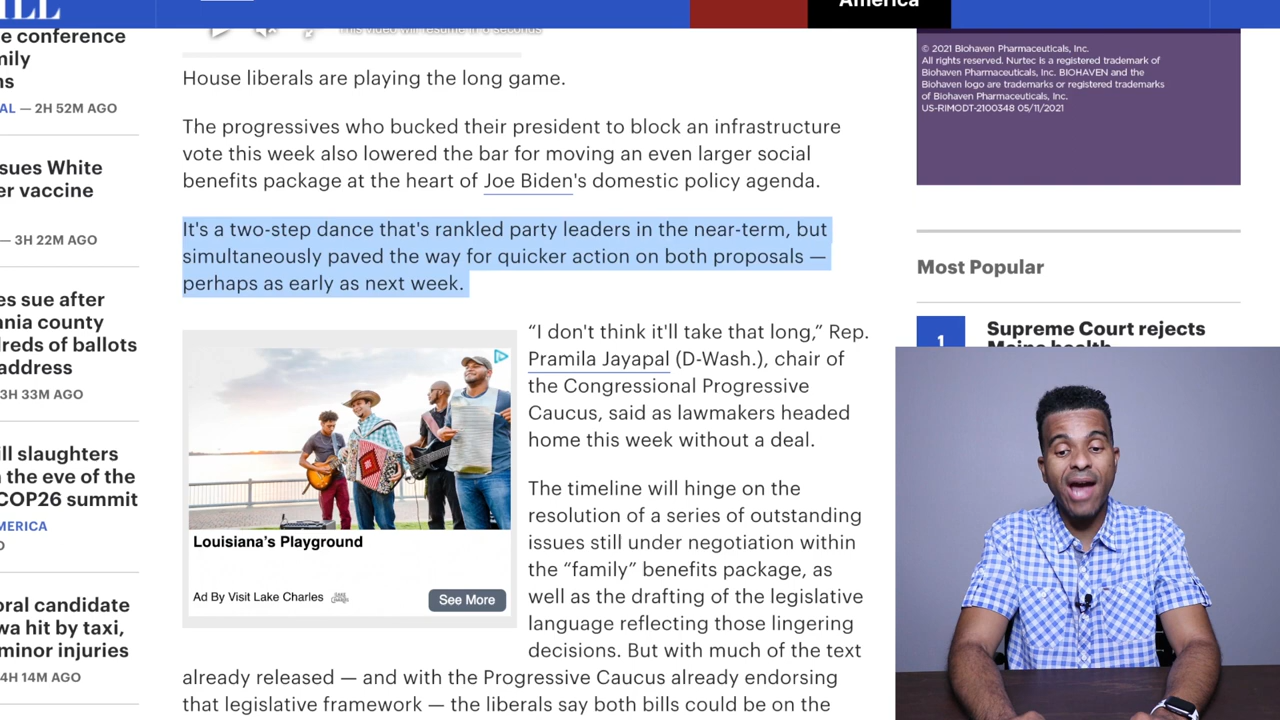 ILL
America
This video will resume in 8 seconds
e conference
mily
ns
AL — 2H 52M AGO
sues White
er vaccine
— 3H 22M AGO
es sue after
ania county
dreds of ballots
address
3H 33M AGO
ill slaughters
n the eve of the
COP26 summit
MERICA
O
oral candidate
wa hit by taxi,
minor injuries
4H 14M AGO
House liberals are playing the long game.
The progressives who bucked their president to block an infrastructure
vote this week also lowered the bar for moving an even larger social
benefits package at the heart of Joe Biden's domestic policy agenda.
It's a two-step dance that's rankled party leaders in the near-term, but
simultaneously paved the way for quicker action on both proposals —
perhaps as early as next week.
“I don't think it'll take that long,” Rep.
Pramila Jayapal (D-Wash.), chair of
the Congressional Progressive
Caucus, said as lawmakers headed
home this week without a deal.
Louisiana's Playground
Ad By Visit Lake Charles
See More
The timeline will hinge on the
resolution of a series of outstanding
issues still under negotiation within
the “family” benefits package, as
well as the drafting of the legislative
language reflecting those lingering
decisions. But with much of the text
already released — and with the Progressive Caucus already endorsing
that legislative framework — the liberals say both bills could be on the
© 2021 Biohaven Pharmaceuticals, Inc.
All rights reserved. Nurtec is a registered trademark of
Biohaven Pharmaceuticals, Inc. BIOHAVEN and the
Biohaven logo are trademarks or registered trademarks
of Biohaven Pharmaceuticals, Inc.
US-RIMODT-2100348 05/11/2021
Most Popular
1
Supreme Court rejects
Maine health